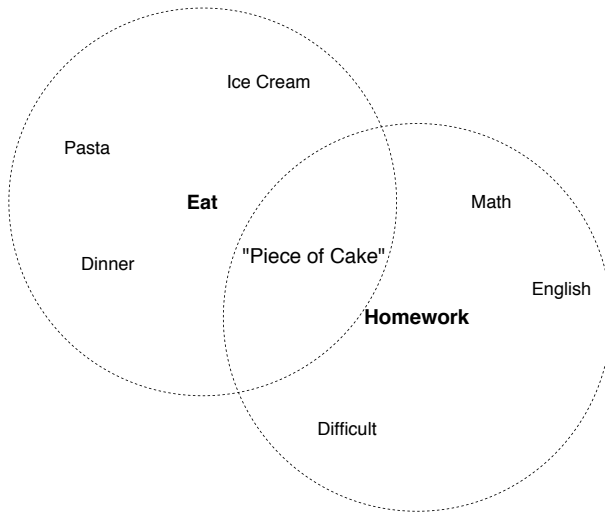 Ice Cream
Pasta
Eat
Math
"Piece of Cake"
Dinner
English
Homework
Difficult